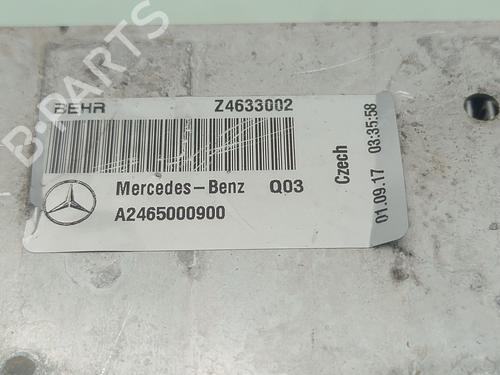 BEHR Z4633002
Mercedes-Benz Q03
A2465000900
Czech
01.09.17 03:35:58
B-PARTS